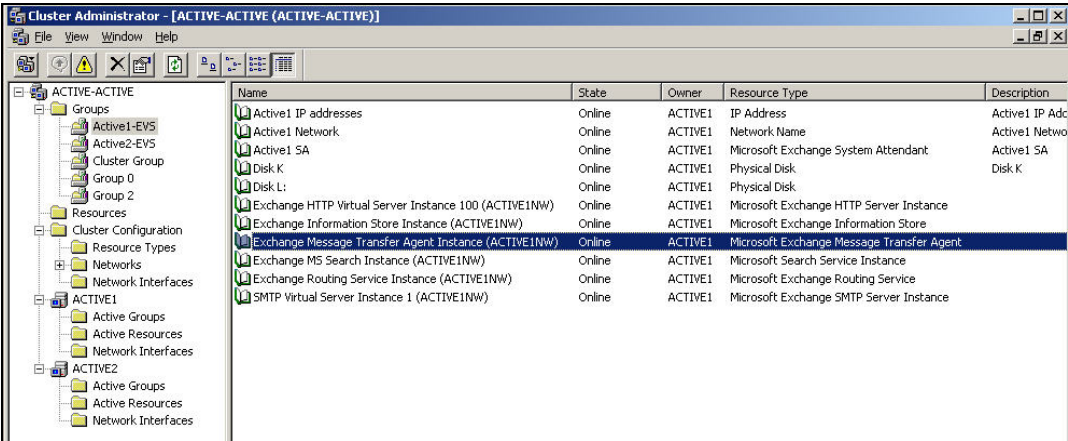 Cluster Administrator - [ACTIVE-ACTIVE (ACTIVE-ACTIVE)]
File View Window Help
ACTIVE-ACTIVE
Groups
Active1-EVS
Active2-EVS
Cluster Group
Group 0
Group 2
Resources
Cluster Configuration
Resource Types
Networks
Network Interfaces
ACTIVE1
Active Groups
Active Resources
Network Interfaces
ACTIVE2
Active Groups
Active Resources
Network Interfaces
Name State Owner Resource Type Description
Active1 IP addresses Online ACTIVE1 IP Address Active1 IP Adc
Active1 Network Online ACTIVE1 Network Name Active1 Netwo
Active1 SA Online ACTIVE1 Microsoft Exchange System Attendant Active1 SA
Disk K Online ACTIVE1 Physical Disk Disk K
Disk L: Online ACTIVE1 Physical Disk
Exchange HTTP Virtual Server Instance 100 (ACTIVE1NW) Online ACTIVE1 Microsoft Exchange HTTP Server Instance
Exchange Information Store Instance (ACTIVE1NW) Online ACTIVE1 Microsoft Exchange Information Store
Exchange Message Transfer Agent Instance (ACTIVE1NW) Online ACTIVE1 Microsoft Exchange Message Transfer Agent
Exchange MS Search Instance (ACTIVE1NW) Online ACTIVE1 Microsoft Search Service Instance
Exchange Routing Service Instance (ACTIVE1NW) Online ACTIVE1 Microsoft Exchange Routing Service
SMTP Virtual Server Instance 1 (ACTIVE1NW) Online ACTIVE1 Microsoft Exchange SMTP Server Instance